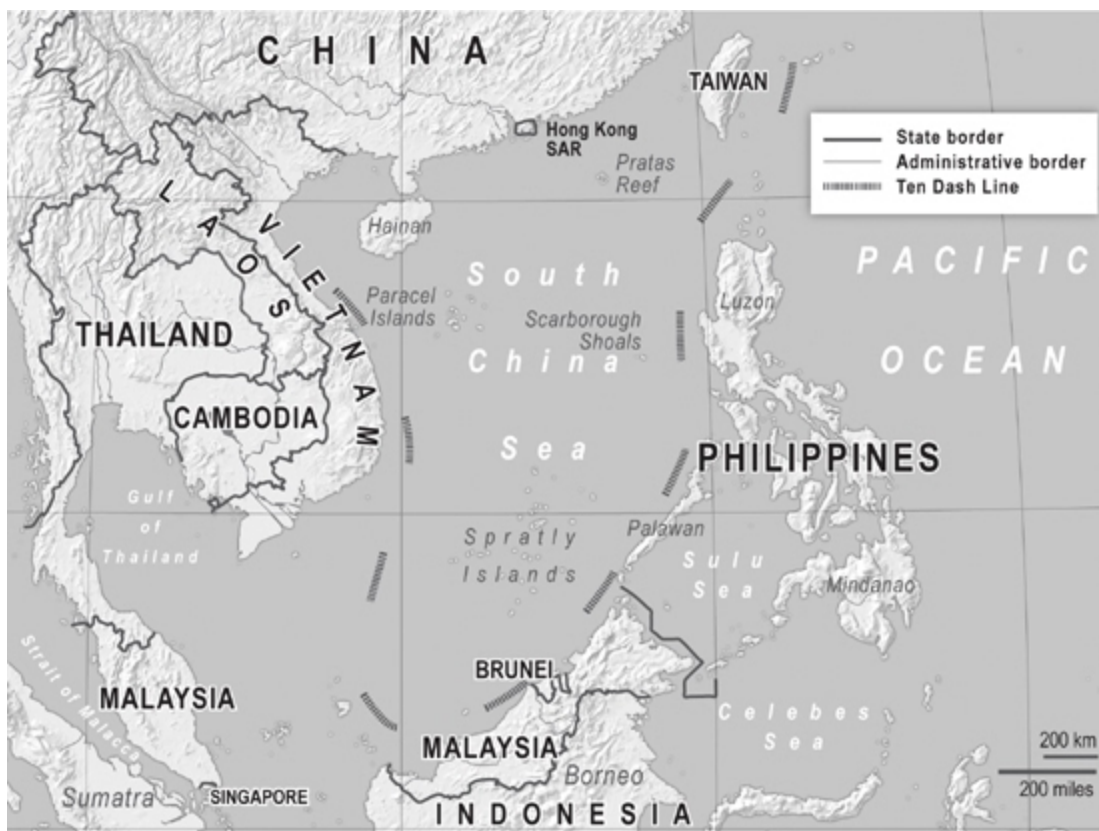 CHINA
TAIWAN
Hong Kong
SAR
Pratas
Reef
State border
Administrative border
Ten Dash Line
Hainan
LAOS
VIETNAM
South
China
Sea
Paracel
Islands
Scarborough
Shoals
Luzon
PACIFIC
OCEAN
THAILAND
CAMBODIA
PHILIPPINES
Gulf
of
Thailand
Spratly
Islands
Palawan
Sulu
Sea
Mindanao
Strait of Malacca
MALAYSIA
BRUNEI
MALAYSIA
Celebes
Sea
Borneo
Sumatra
SINGAPORE
INDONESIA
200 km
200 miles